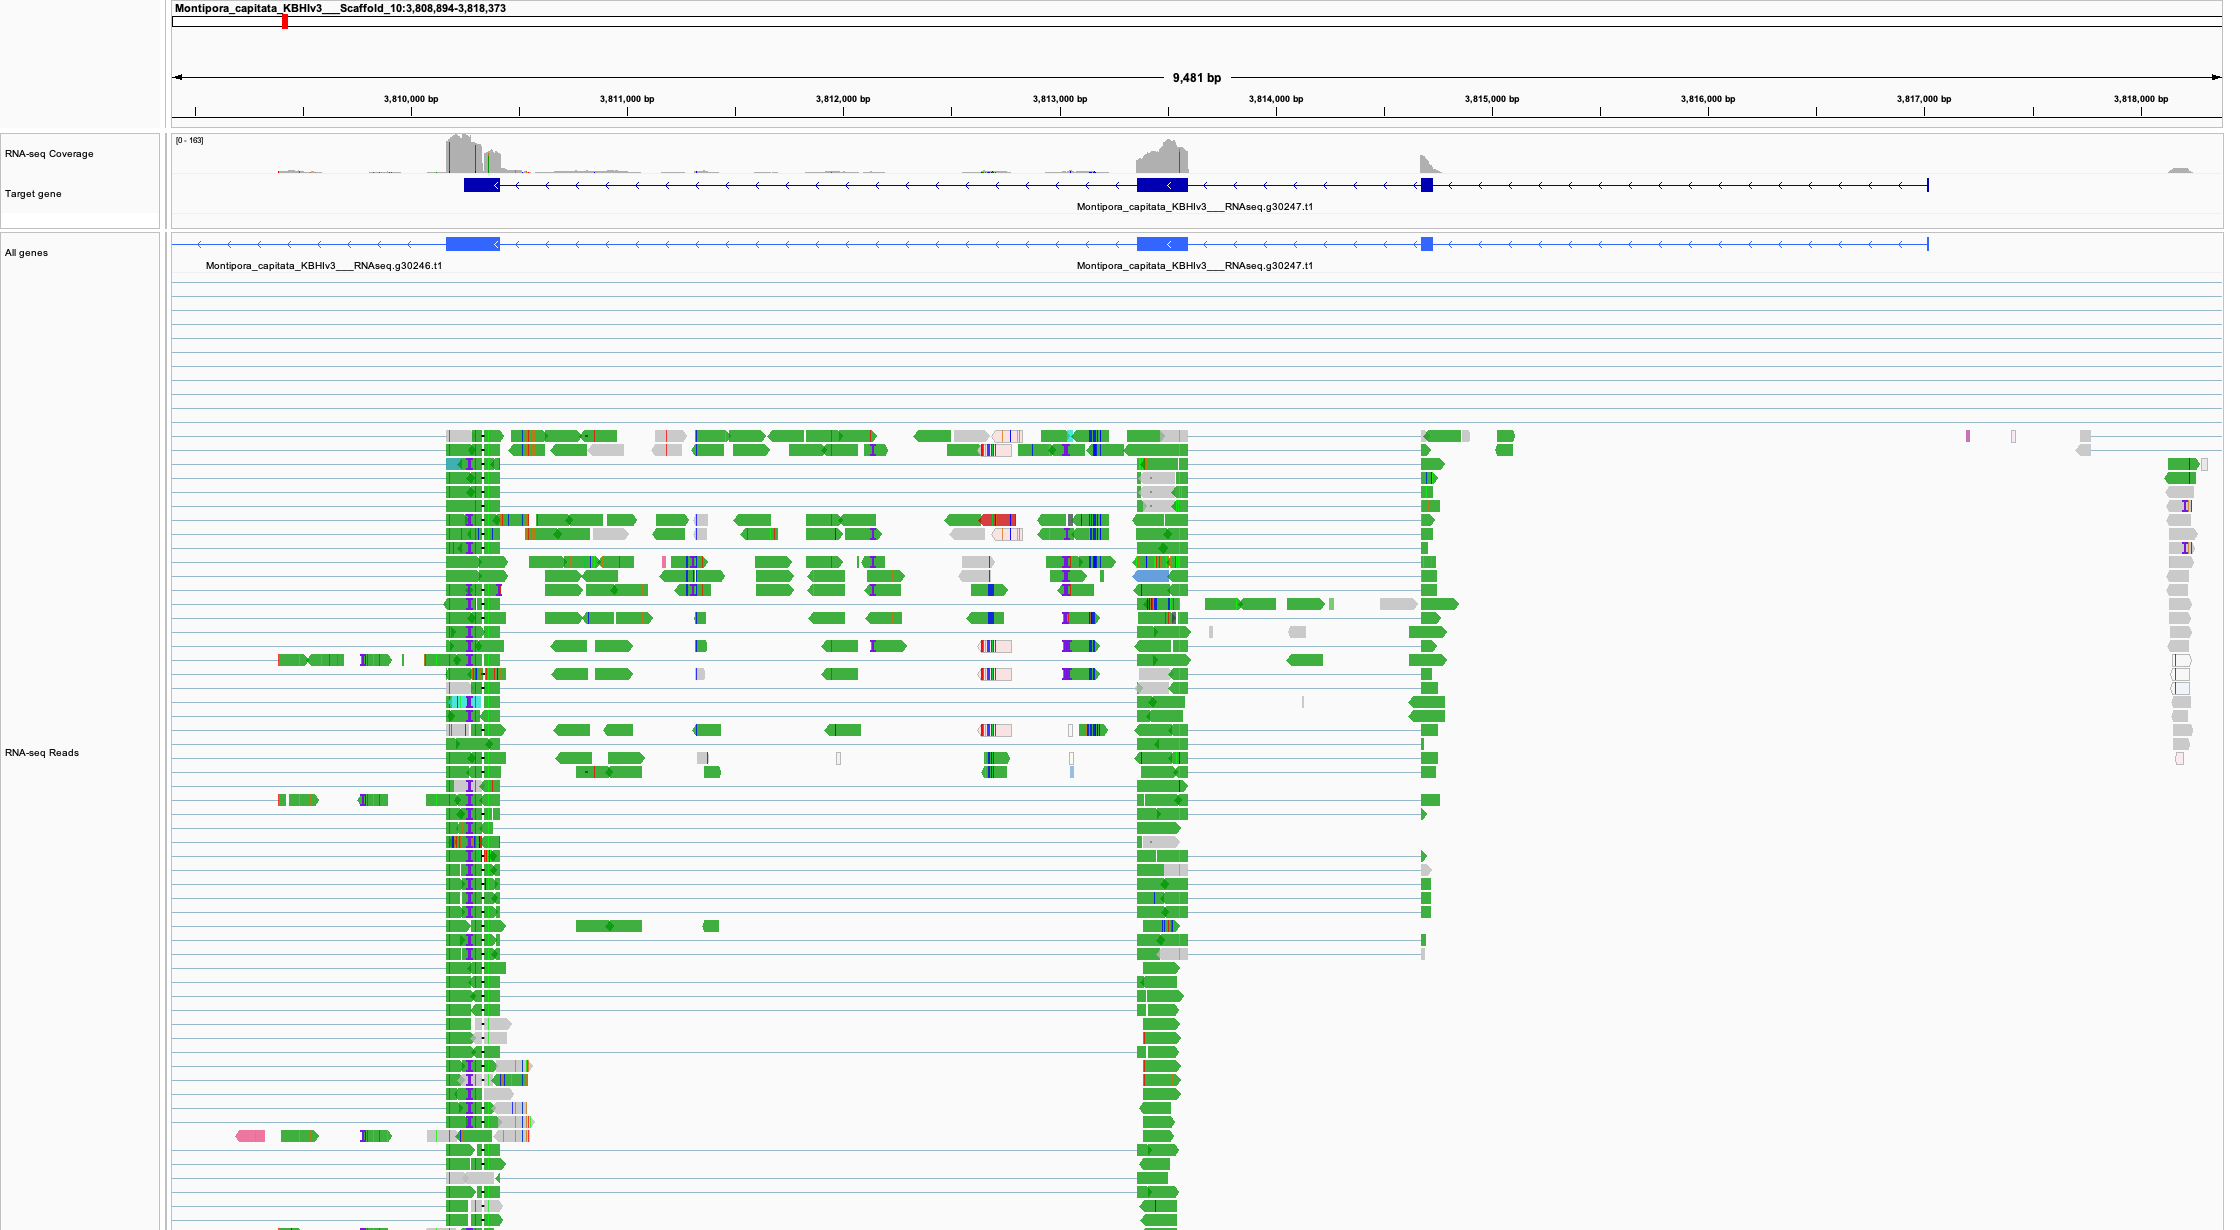 Montipora_capitata_KBHIv3___Scaffold_10:3,808,894-3,818,373
9,481 bp
3,810,000 bp 3,811,000 bp 3,812,000 bp 3,813,000 bp 3,814,000 bp 3,815,000 bp 3,816,000 bp 3,817,000 bp 3,818,000 bp
[0 - 163]
RNA-seq Coverage
Target gene
Montipora_capitata_KBHIv3___RNAseq.g30247.t1
All genes
Montipora_capitata_KBHIv3___RNAseq.g30246.t1 Montipora_capitata_KBHIv3___RNAseq.g30247.t1
RNA-seq Reads